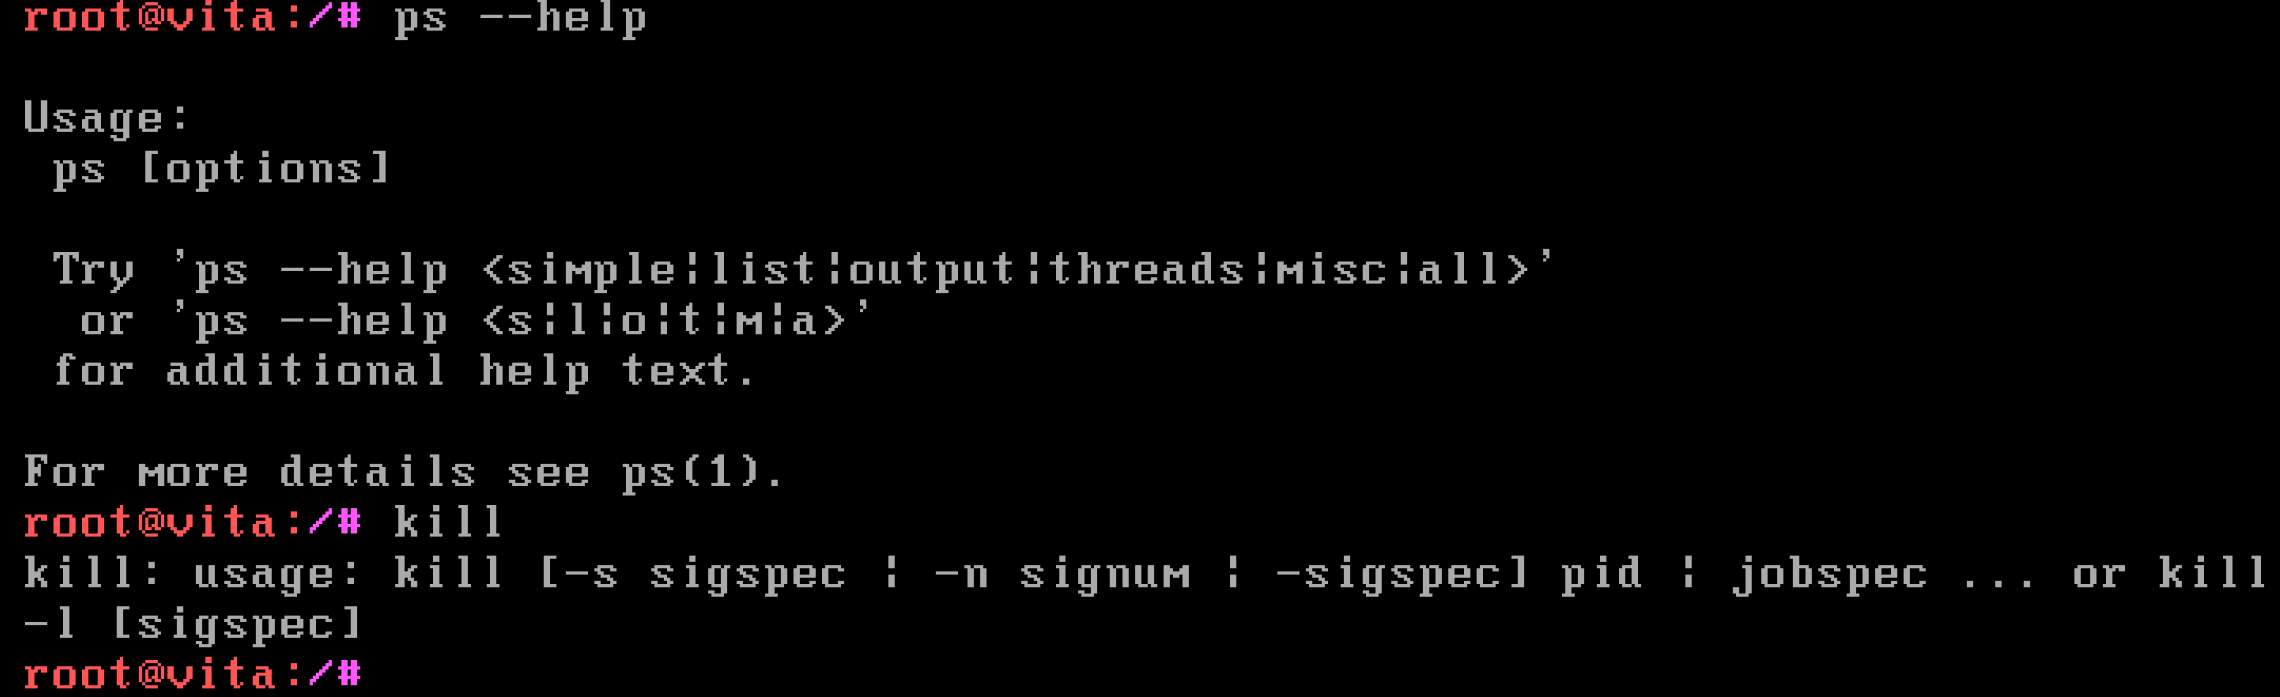 root@vita:/# ps --help
Usage:
ps [options]
Try 'ps --help <simple|list|output|threads|misc|all>'
or 'ps --help <s|l|o|t|m|a>'
for additional help text.
For more details see ps(1).
root@vita:/# kill
kill: usage: kill [-s sigspec | -n signum | -sigspec] pid | jobspec ... or kill
-l [sigspec]
root@vita:/#